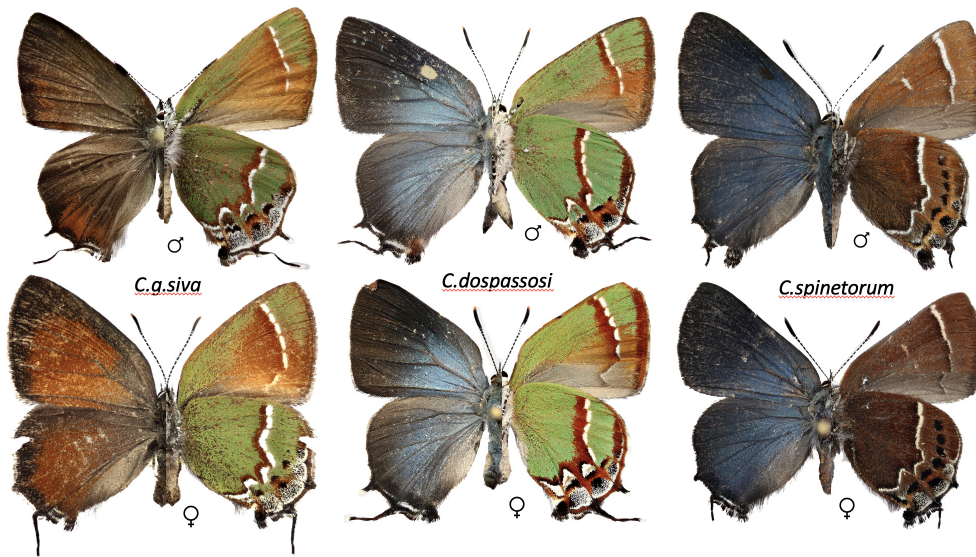 ♂ ♂ ♂
C.g.siva C.dospassosi C.spinetorum
♀ ♀ ♀